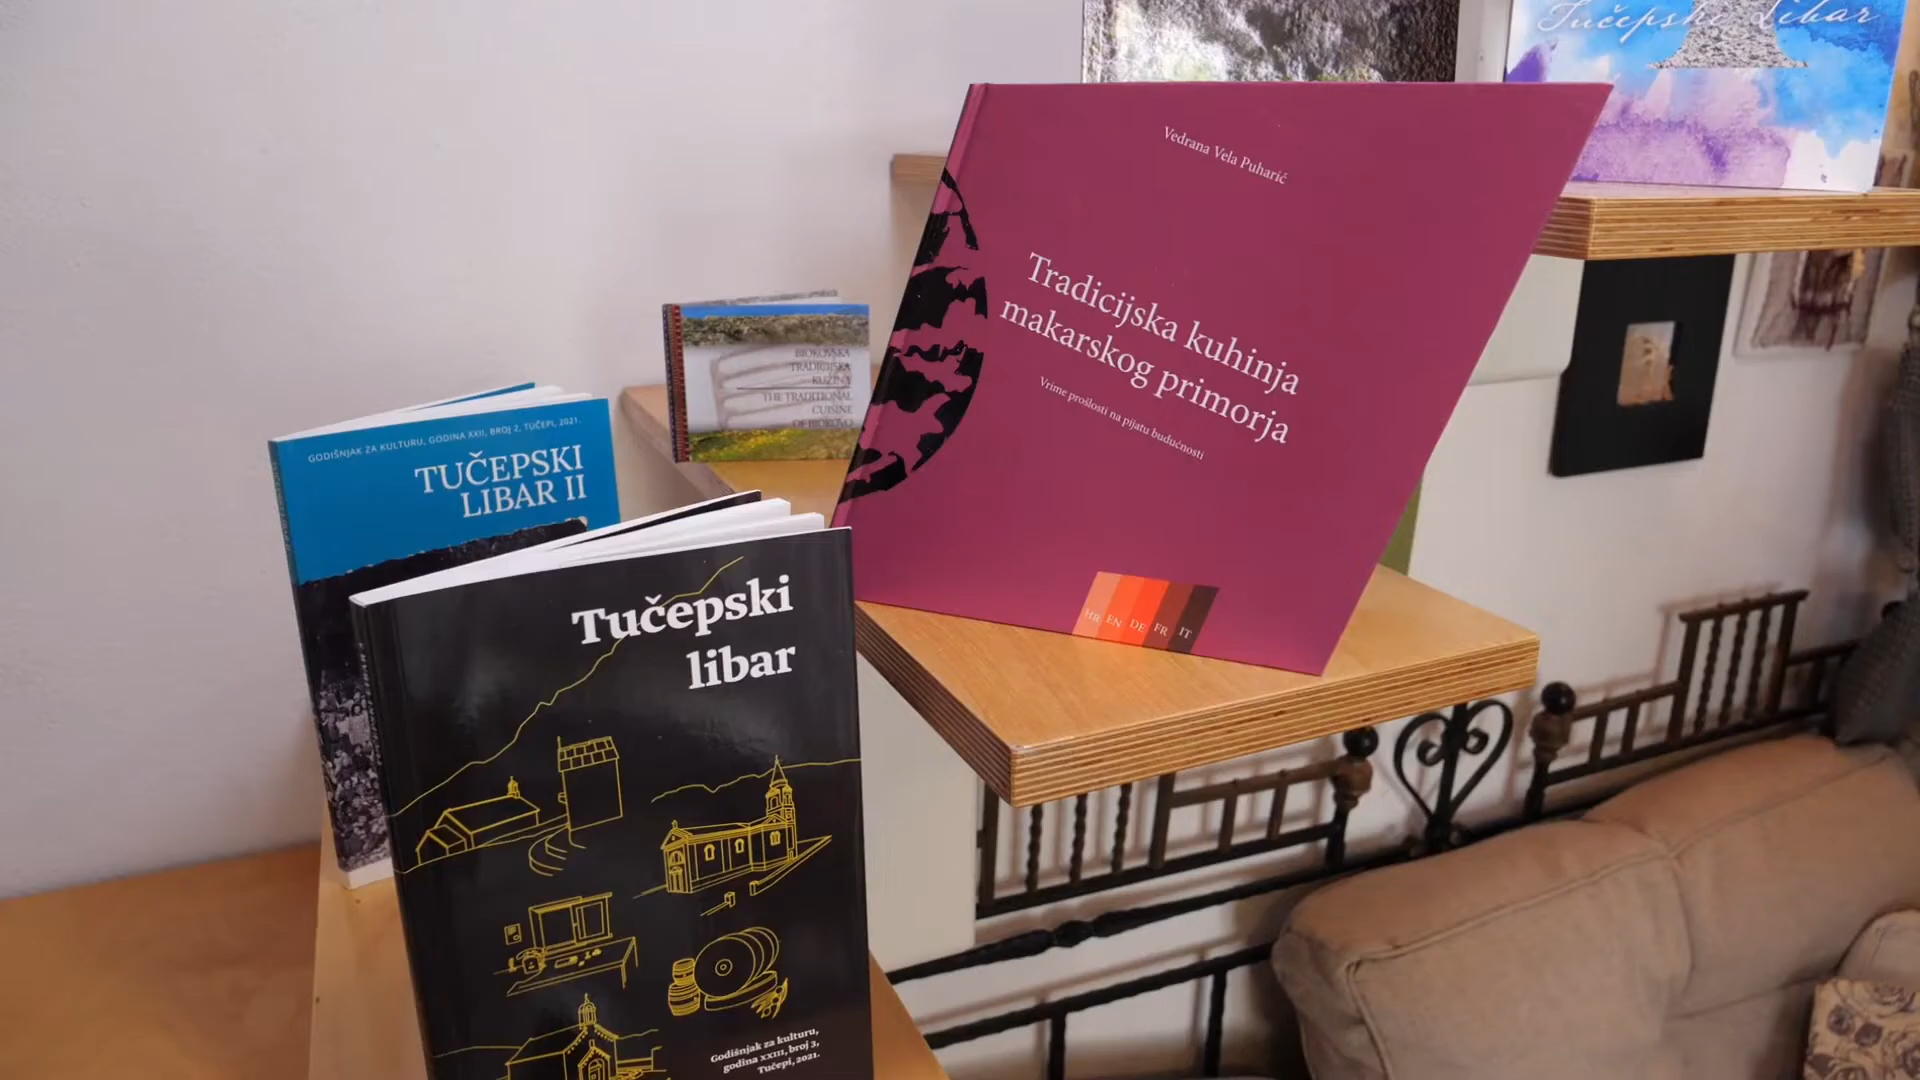 Tučepski Libar
Vedrana Vela Puharić
Tradicijska kuhinja
makarskog primorja
Vrime prošlosti na pijatu budućnosti
HR EN DE FR IT
BIOKOVSKA
TRADICIJSKA
KUŽINA
THE TRADITIONAL
CUISINE
OF BIOKOVO
GODIŠNJAK ZA KULTURU, GODINA XXII, BROJ 2, TUČEPI, 2021.
TUČEPSKI
LIBAR II
Tučepski
libar
Godišnjak za kulturu,
godina XXIII, broj 3,
Tučepi, 2021.